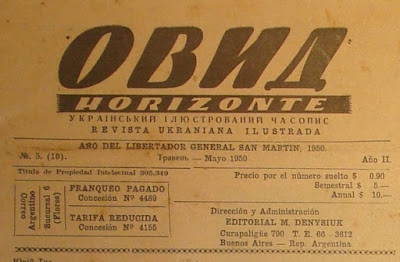 ОВИД
HORIZONTE
УКРАЇНСЬКИЙ ІЛЮСТРОВАНИЙ ЧАСОПИС
REVISTA UKRANIANA ILUSTRADA
AÑO DEL LIBERTADOR GENERAL SAN MARTIN, 1950.
№. 5. (10). Травень — Mayo 1950 Año II.
Titulo de Propiedad Intelectual 305.349
Correo Argentino
Sucursal 6 (Flores)
FRANQUEO PAGADO
Concesión Nº 4489
TARIFA REDUCIDA
Concesión Nº 4155
Precio por el número suelto $ 0.90
Semestral $ 5.—
Anual $ 10.—
Dirección y Administración
EDITORIAL M. DENYSIUK
Curapaligüe 790 T. E. 66 - 3612
Buenos Aires — Rep. Argentina